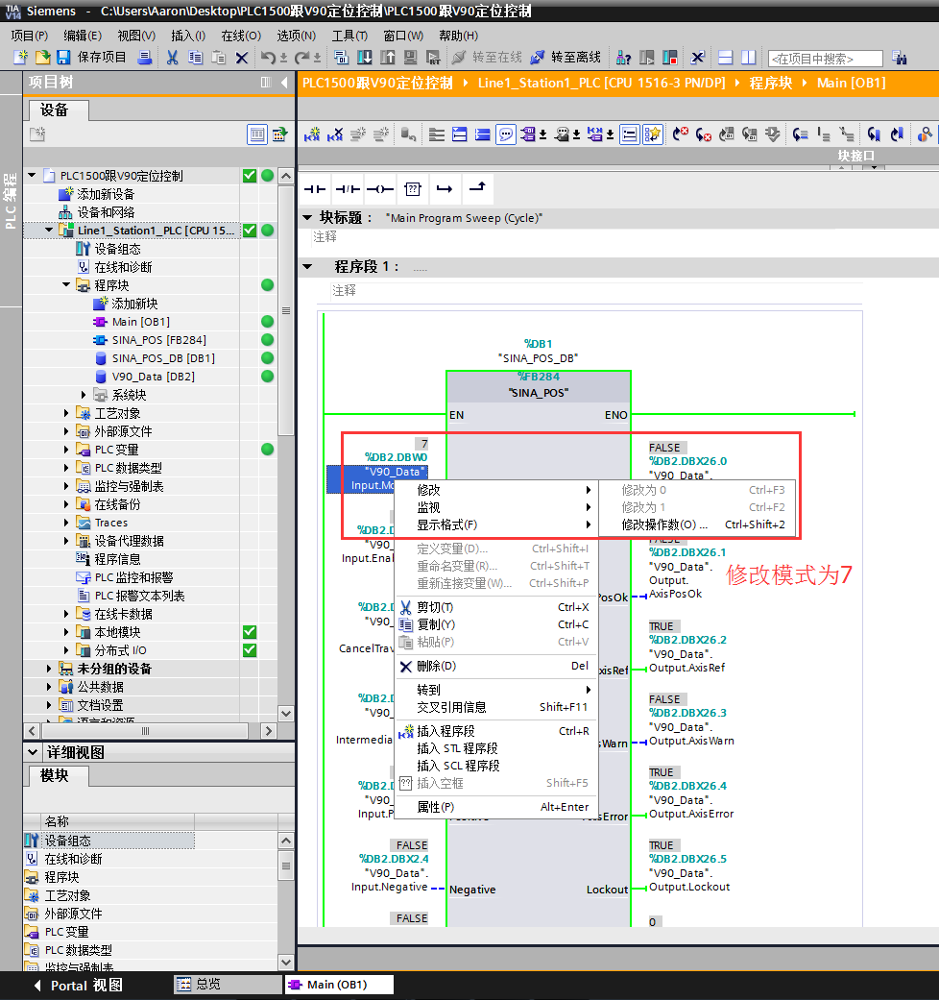 TIA V14 Siemens - C:\Users\Aaron\Desktop\PLC1500跟V90定位控制\PLC1500跟V90定位控制
项目(P) 编辑(E) 视图(V) 插入(I) 在线(O) 选项(N) 工具(T) 窗口(W) 帮助(H)
保存项目 转至在线 转至离线 <在项目中搜索>
项目树
PLC1500跟V90定位控制 Line1_Station1_PLC [CPU 1516-3 PN/DP] 程序块 Main [OB1]
设备
块接口
PLC 编程
PLC1500跟V90定位控制
添加新设备
设备和网络
Line1_Station1_PLC [CPU 15...
设备组态
在线和诊断
程序块
添加新块
Main [OB1]
SINA_POS [FB284]
SINA_POS_DB [DB1]
V90_Data [DB2]
系统块
工艺对象
外部源文件
PLC 变量
PLC 数据类型
监控与强制表
在线备份
Traces
设备代理数据
程序信息
PLC 监控和报警
PLC 报警文本列表
在线卡数据
本地模块
分布式 I/O
未分组的设备
公共数据
文档设置
语言和资源
详细视图
模块
名称
设备组态
在线和诊断
程序块
工艺对象
外部源文件
PLC 变量
PLC 数据类型
监控与强制表
块标题： "Main Program Sweep (Cycle)"
注释
程序段 1： .....
注释
%DB1
"SINA_POS_DB"
%FB284
"SINA_POS"
EN ENO
7
%DB2.DBW0
"V90_Data".
FALSE
%DB2.DBX26.0
"V90_Data".
修改
监视
显示格式(F)
修改为 0 Ctrl+F3
修改为 1 Ctrl+F2
修改操作数(O) ... Ctrl+Shift+2
定义变量(D)... Ctrl+Shift+I
重命名变量(R)... Ctrl+Shift+T
重新连接变量(W)... Ctrl+Shift+P
剪切(T) Ctrl+X
复制(Y) Ctrl+C
粘贴(P) Ctrl+V
删除(D) Del
转到
交叉引用信息 Shift+F11
插入程序段 Ctrl+R
插入 STL 程序段
插入 SCL 程序段
插入空框 Shift+F5
属性(P) Alt+Enter
%DB2.DBX26.1
"V90_Data".
Output.
AxisPosOk
修改模式为7
TRUE
%DB2.DBX26.2
"V90_Data".
Output.AxisRef
FALSE
%DB2.DBX26.3
"V90_Data".
Output.AxisWarn
TRUE
%DB2.DBX26.4
"V90_Data".
Output.AxisError
FALSE
%DB2.DBX2.4
"V90_Data".
Input.Negative
Negative Lockout
TRUE
%DB2.DBX26.5
"V90_Data".
Output.Lockout
FALSE
0
Portal 视图 总览 Main (OB1)